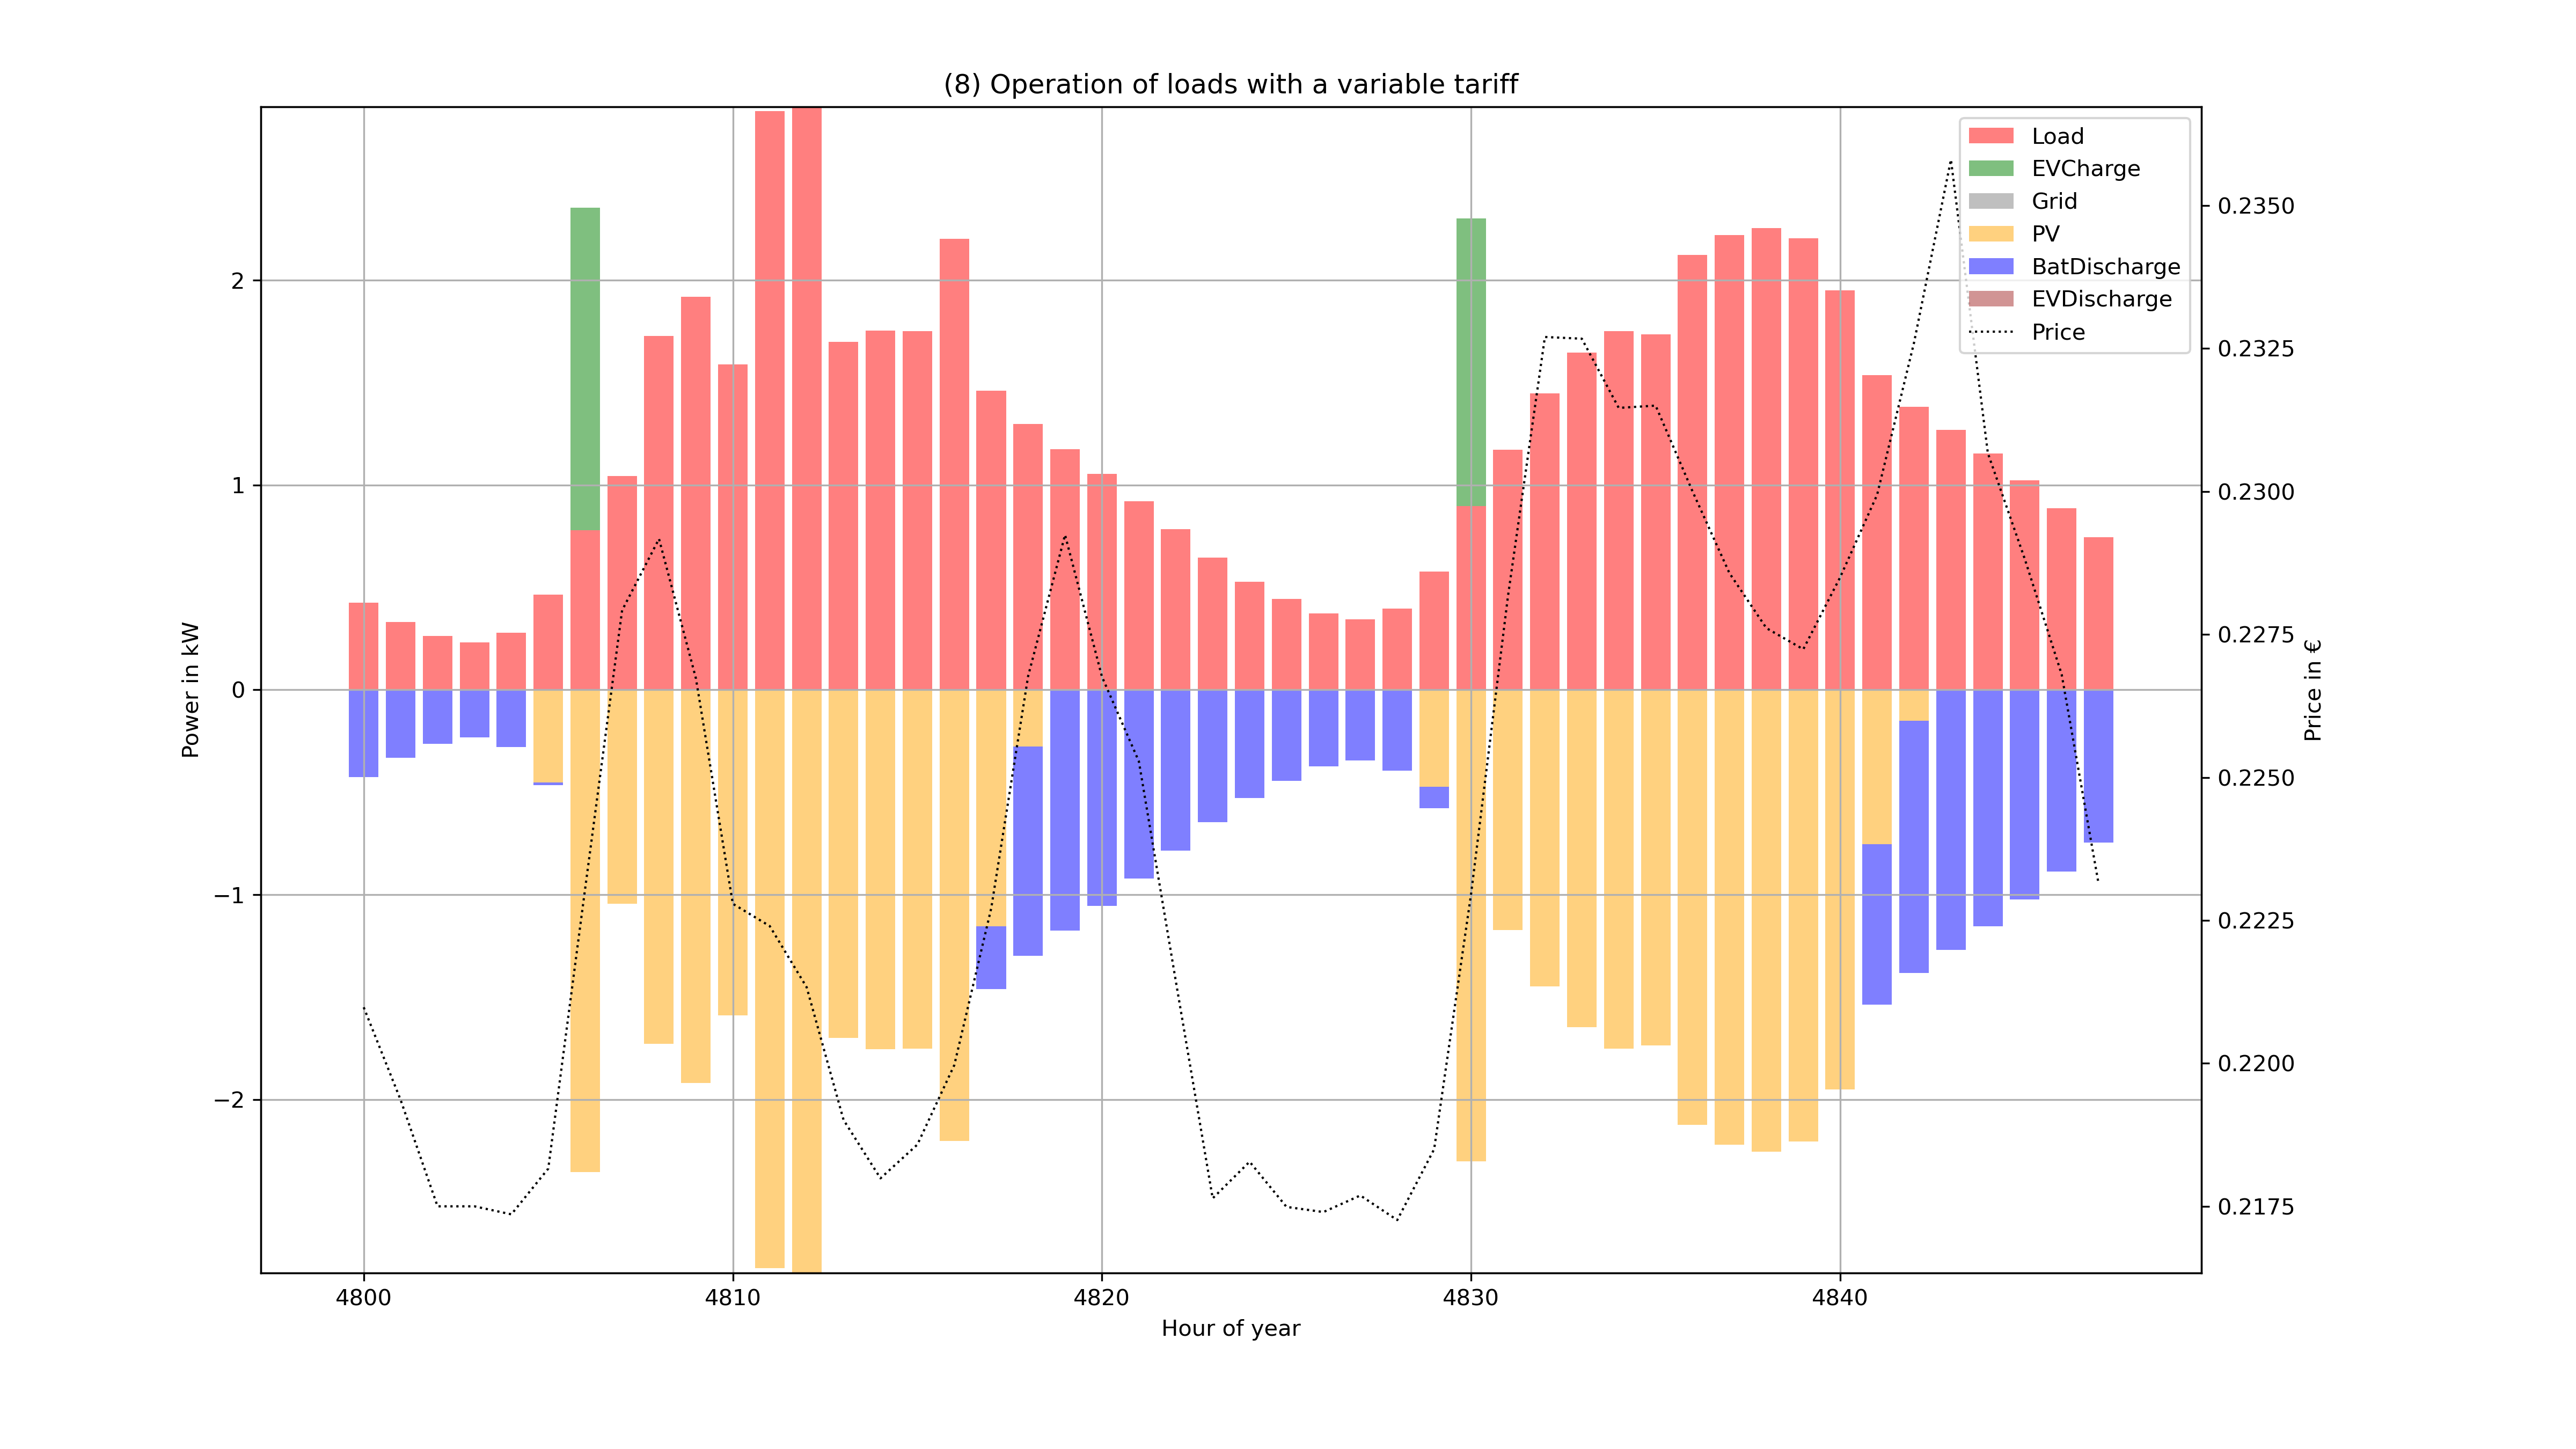 (8) Operation of loads with a variable tariff
Load
EVCharge
Grid
PV
BatDischarge
EVDischarge
Price
2
1
0
−1
−2
Power in kW
0.2350
0.2325
0.2300
0.2275
0.2250
0.2225
0.2200
0.2175
Price in €
4800 4810 4820 4830 4840
Hour of year